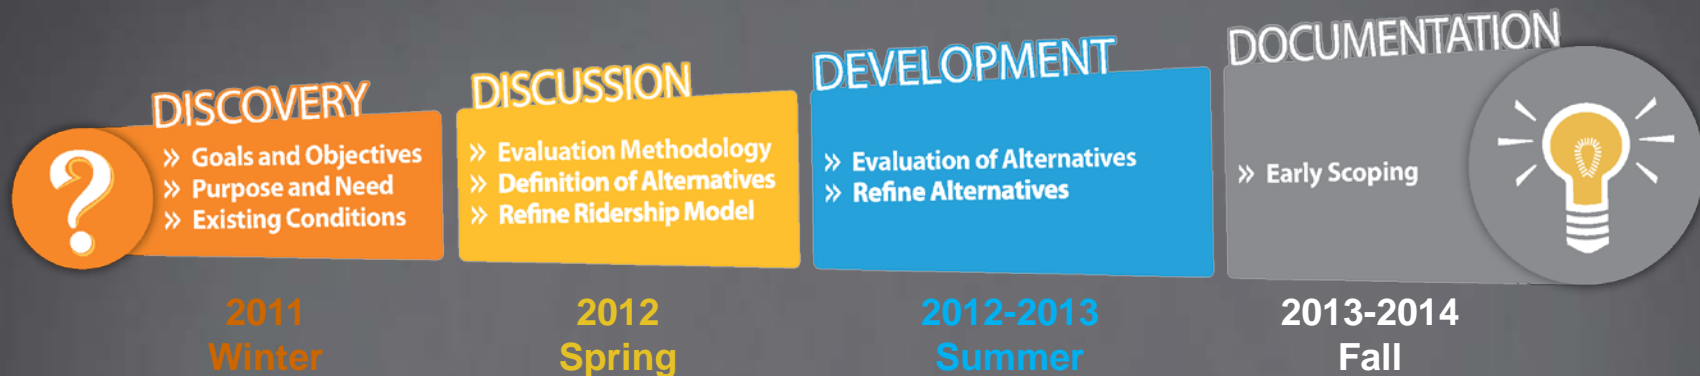 DISCOVERY
» Goals and Objectives
» Purpose and Need
» Existing Conditions
2011
Winter
DISCUSSION
» Evaluation Methodology
» Definition of Alternatives
» Refine Ridership Model
2012
Spring
DEVELOPMENT
» Evaluation of Alternatives
» Refine Alternatives
2012-2013
Summer
DOCUMENTATION
» Early Scoping
2013-2014
Fall
?